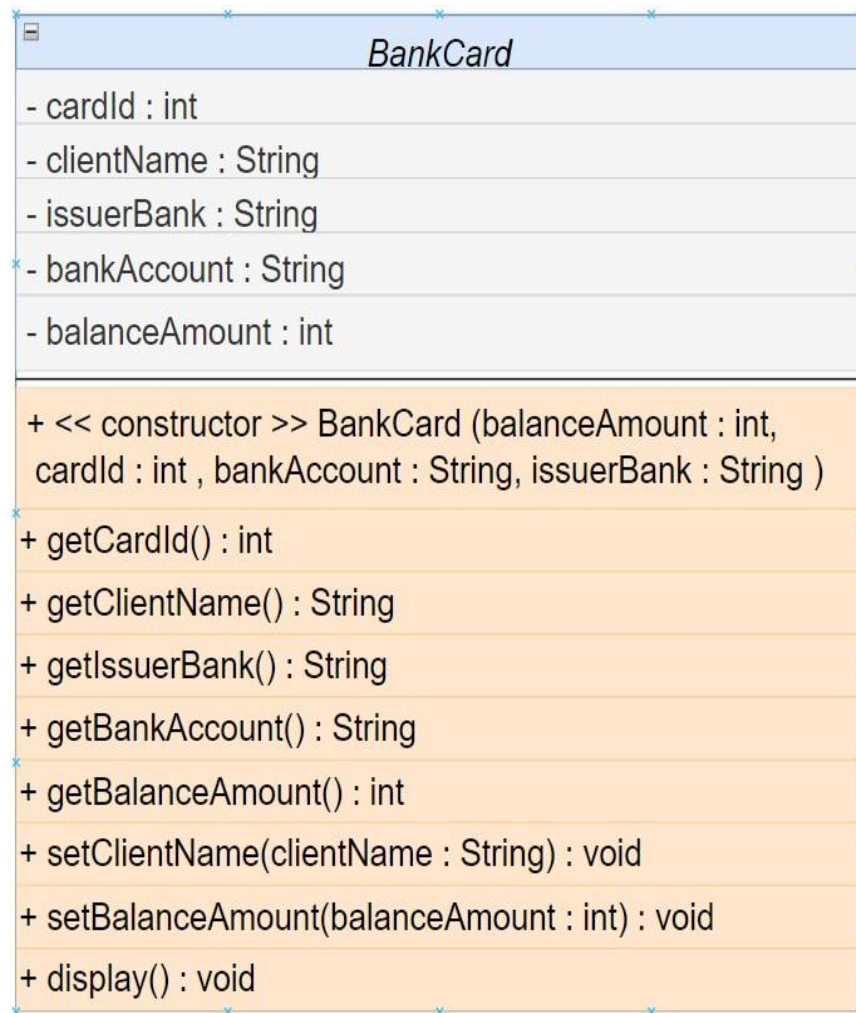 BankCard
- cardId : int
- clientName : String
- issuerBank : String
- bankAccount : String
- balanceAmount : int
+ << constructor >> BankCard (balanceAmount : int,
cardId : int , bankAccount : String, issuerBank : String )
+ getCardId() : int
+ getClientName() : String
+ getIssuerBank() : String
+ getBankAccount() : String
+ getBalanceAmount() : int
+ setClientName(clientName : String) : void
+ setBalanceAmount(balanceAmount : int) : void
+ display() : void